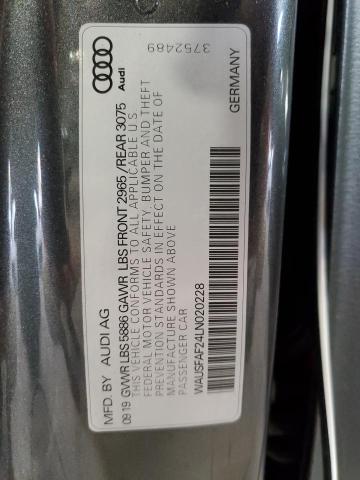 MFD. BY AUDI AG
09.19 GVWR LBS 5886 GAWR LBS FRONT 2965 / REAR 3075
THIS VEHICLE CONFORMS TO ALL APPLICABLE U S
FEDERAL MOTOR VEHICLE SAFETY, BUMPER AND THEFT
PREVENTION STANDARDS IN EFFECT ON THE DATE OF
MANUFACTURE SHOWN ABOVE
PASSENGER CAR
WAUSFAF24LN020228
GERMANY
3752489
Audi